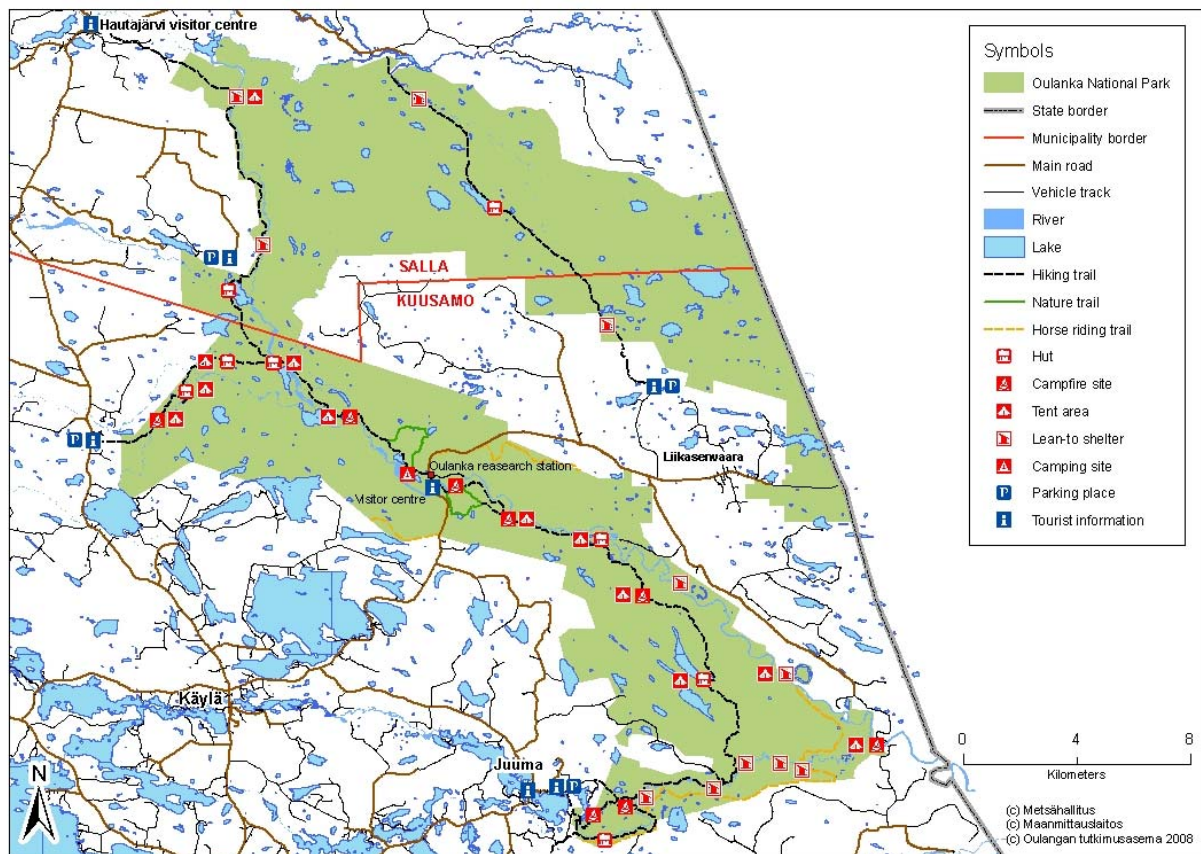 Hautajärvi visitor centre
SALLA
KUUSAMO
Liikasenvaara
Oulanka reasearch station
Visitor centre
Käylä
Juuma
N
Symbols
Oulanka National Park
State border
Municipality border
Main road
Vehicle track
River
Lake
Hiking trail
Nature trail
Horse riding trail
Hut
Campfire site
Tent area
Lean-to shelter
Camping site
P Parking place
i Tourist information
0 4 8
Kilometers
(c) Metsähallitus
(c) Maanmittauslaitos
(c) Oulangan tutkimusasema 2008